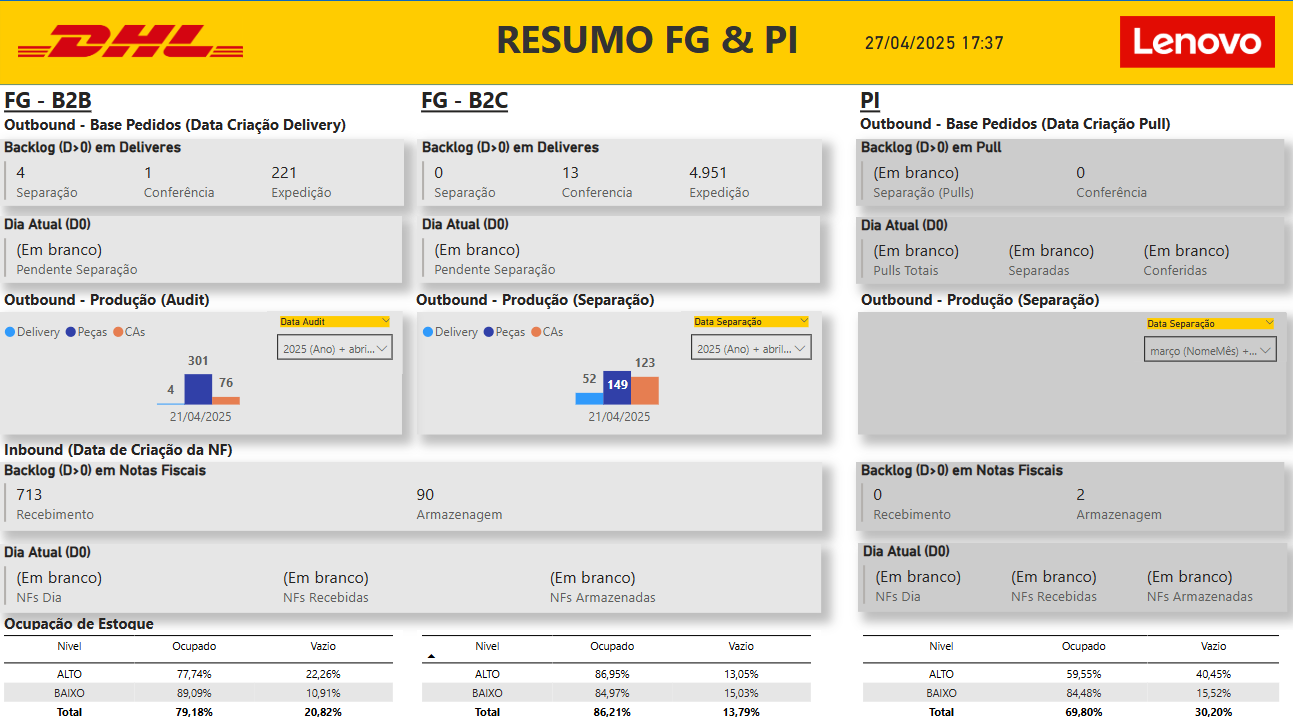 DHL
RESUMO FG & PI
27/04/2025 17:37
Lenovo
FG - B2B
Outbound - Base Pedidos (Data Criação Delivery)
Backlog (D>0) em Deliveres
4 1 221
Separação Conferência Expedição
Dia Atual (D0)
(Em branco)
Pendente Separação
Outbound - Produção (Audit)
Delivery Peças CAs
Data Audit
2025 (Ano) + abri...
301
76
4
21/04/2025
FG - B2C
Backlog (D>0) em Deliveres
0 13 4.951
Separação Conferencia Expedição
Dia Atual (D0)
(Em branco)
Pendente Separação
Outbound - Produção (Separação)
Delivery Peças CAs
Data Separação
2025 (Ano) + abril...
123
52
149
21/04/2025
Inbound (Data de Criação da NF)
Backlog (D>0) em Notas Fiscais
713 90
Recebimento Armazenagem
Dia Atual (D0)
(Em branco) (Em branco) (Em branco)
NFs Dia NFs Recebidas NFs Armazenadas
PI
Outbound - Base Pedidos (Data Criação Pull)
Backlog (D>0) em Pull
(Em branco) 0
Separação (Pulls) Conferência
Dia Atual (D0)
(Em branco) (Em branco) (Em branco)
Pulls Totais Separadas Conferidas
Outbound - Produção (Separação)
Data Separação
março (NomeMês) +...
Backlog (D>0) em Notas Fiscais
0 2
Recebimento Armazenagem
Dia Atual (D0)
(Em branco) (Em branco) (Em branco)
NFs Dia NFs Recebidas NFs Armazenadas
Ocupação de Estoque
Nivel Ocupado Vazio
ALTO 77,74% 22,26%
BAIXO 89,09% 10,91%
Total 79,18% 20,82%
Nivel Ocupado Vazio
ALTO 86,95% 13,05%
BAIXO 84,97% 15,03%
Total 86,21% 13,79%
Nivel Ocupado Vazio
ALTO 59,55% 40,45%
BAIXO 84,48% 15,52%
Total 69,80% 30,20%